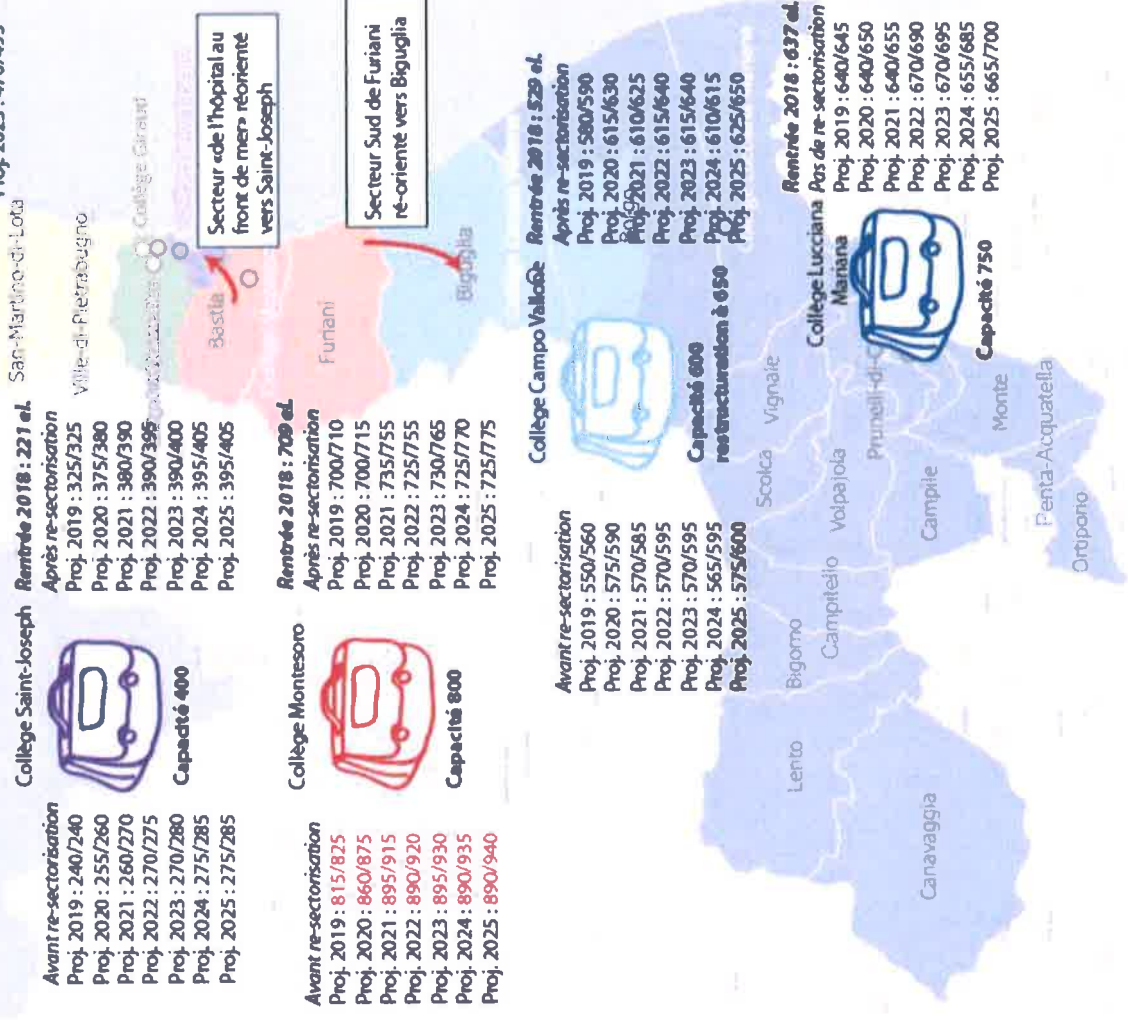 San-Martino-di-Lota
Ville-di-Pietrabugno
Collège Giraud
Secteur «de l'hôpital au
front de mer» réorienté
vers Saint-Joseph
Secteur Sud de Furiani
ré-orienté vers Biguglia
Bastia
Furiani
Biguglia
Borgo
Collège Saint-Joseph
Capacité 400
Avant re-sectorisation
Proj. 2019 : 240/240
Proj. 2020 : 255/260
Proj. 2021 : 260/270
Proj. 2022 : 270/275
Proj. 2023 : 270/280
Proj. 2024 : 275/285
Proj. 2025 : 275/285
Rentrée 2018 : 221 el.
Après re-sectorisation
Proj. 2019 : 325/325
Proj. 2020 : 375/380
Proj. 2021 : 380/390
Proj. 2022 : 390/395
Proj. 2023 : 390/400
Proj. 2024 : 395/405
Proj. 2025 : 395/405
Collège Montesoro
Capacité 800
Avant re-sectorisation
Proj. 2019 : 815/825
Proj. 2020 : 860/875
Proj. 2021 : 895/915
Proj. 2022 : 890/920
Proj. 2023 : 895/930
Proj. 2024 : 890/935
Proj. 2025 : 890/940
Rentrée 2018 : 709 el.
Après re-sectorisation
Proj. 2019 : 700/710
Proj. 2020 : 700/715
Proj. 2021 : 735/755
Proj. 2022 : 725/755
Proj. 2023 : 730/765
Proj. 2024 : 725/770
Proj. 2025 : 725/775
College Campo Vallone
Capacité 600
restructuration à 650
Avant re-sectorisation
Proj. 2019 : 550/560
Proj. 2020 : 575/590
Proj. 2021 : 570/585
Proj. 2022 : 570/595
Proj. 2023 : 570/595
Proj. 2024 : 565/595
Proj. 2025 : 575/600
Rentrée 2018 : 529 el.
Après re-sectorisation
Proj. 2019 : 580/590
Proj. 2020 : 615/630
Proj. 2021 : 610/625
Proj. 2022 : 615/640
Proj. 2023 : 615/640
Proj. 2024 : 610/615
Proj. 2025 : 625/650
College Lucciana
Mariana
Capacité 750
Rentrée 2018 : 637 el.
Pas de re-sectorisation
Proj. 2019 : 640/645
Proj. 2020 : 640/650
Proj. 2021 : 640/655
Proj. 2022 : 670/690
Proj. 2023 : 670/695
Proj. 2024 : 655/685
Proj. 2025 : 665/700
Vignale
Scolca
Volpajola
Prunelli-di-C
Bigorno
Campitello
Campile
Monte
Lento
Penta-Acquatella
Ortiporio
Canavaggia